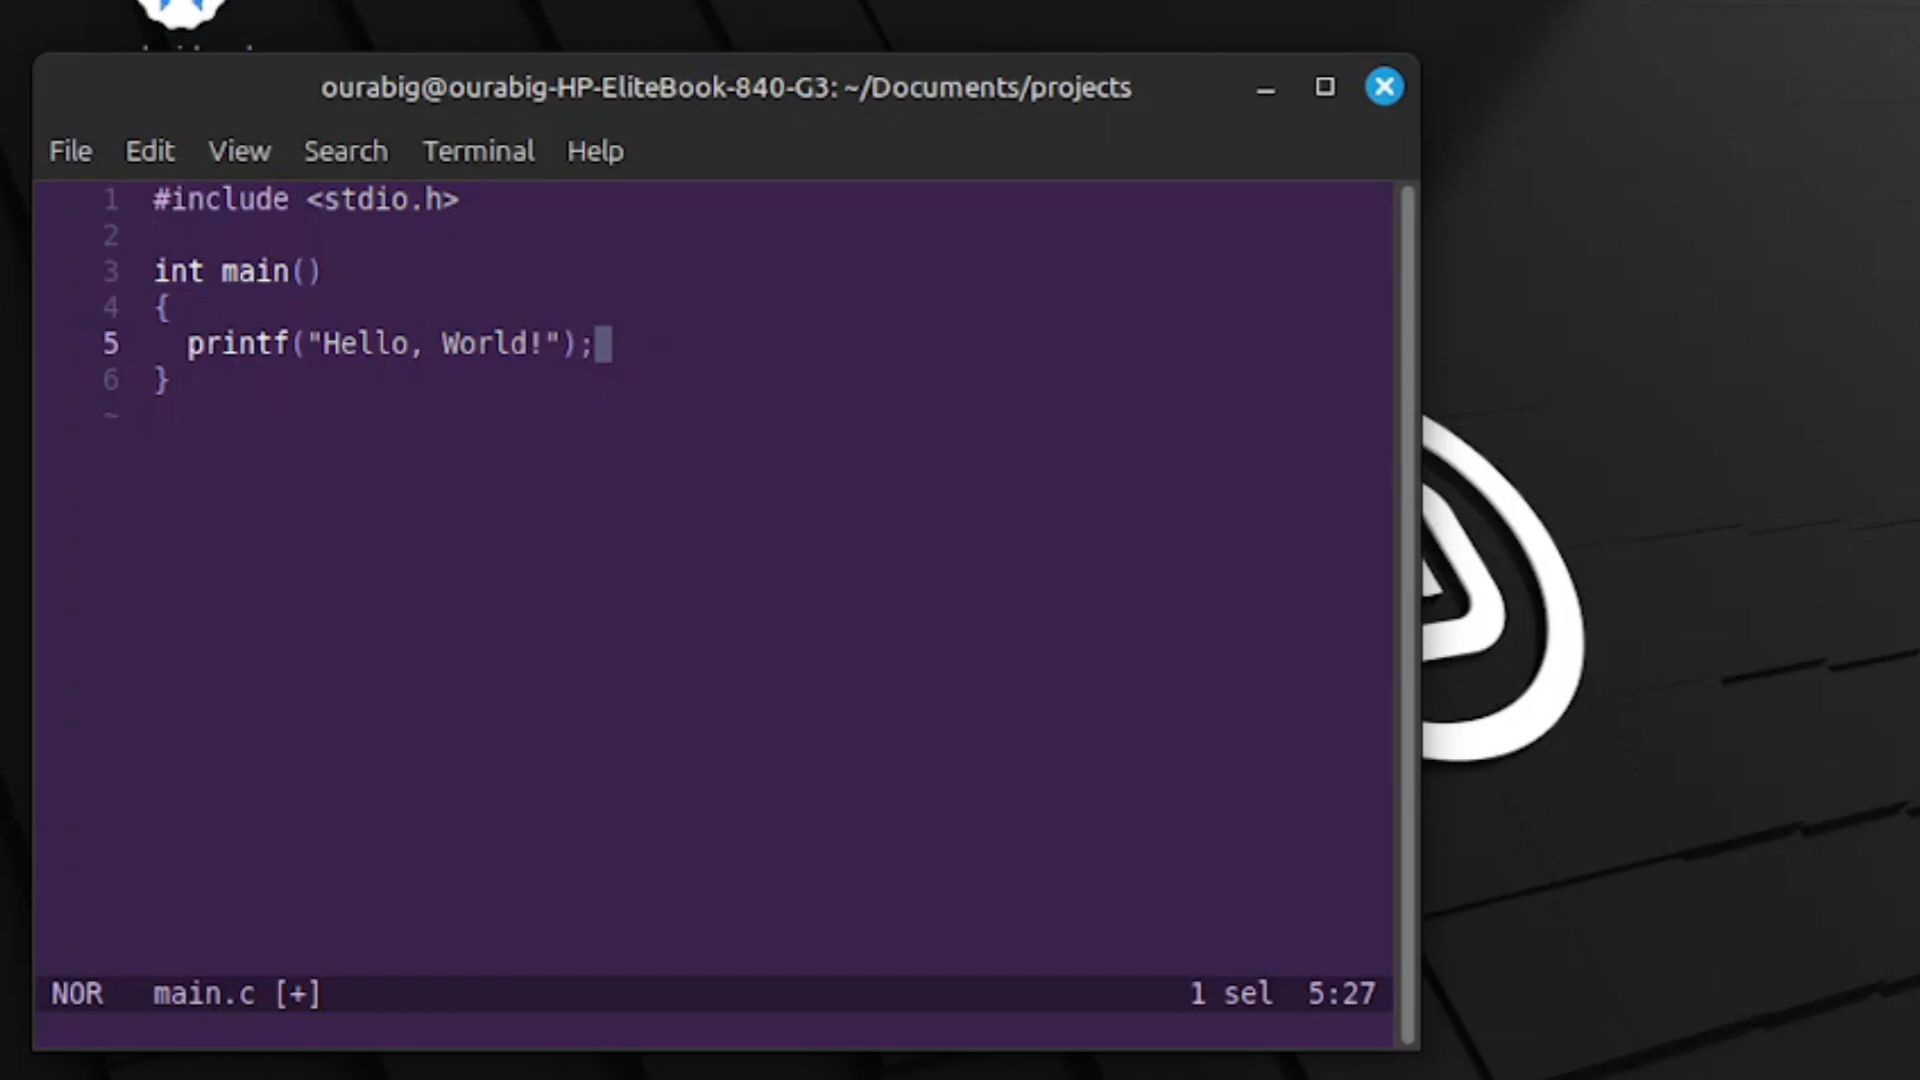 ourabig@ourabig-HP-EliteBook-840-G3: ~/Documents/projects
File Edit View Search Terminal Help
1 #include <stdio.h>
2
3 int main()
4 {
5   printf("Hello, World!");
6 }
~
NOR main.c [+] 1 sel 5:27